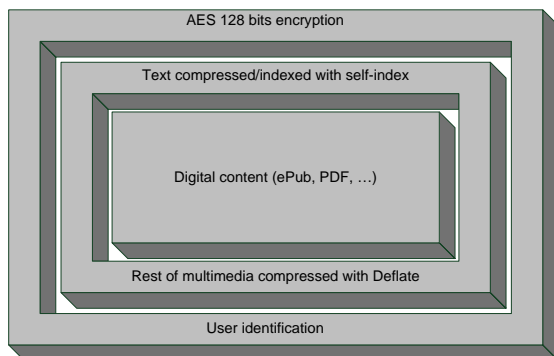 AES 128 bits encryption
Text compressed/indexed with self-index
Digital content (ePub, PDF, …)
Rest of multimedia compressed with Deflate
User identification